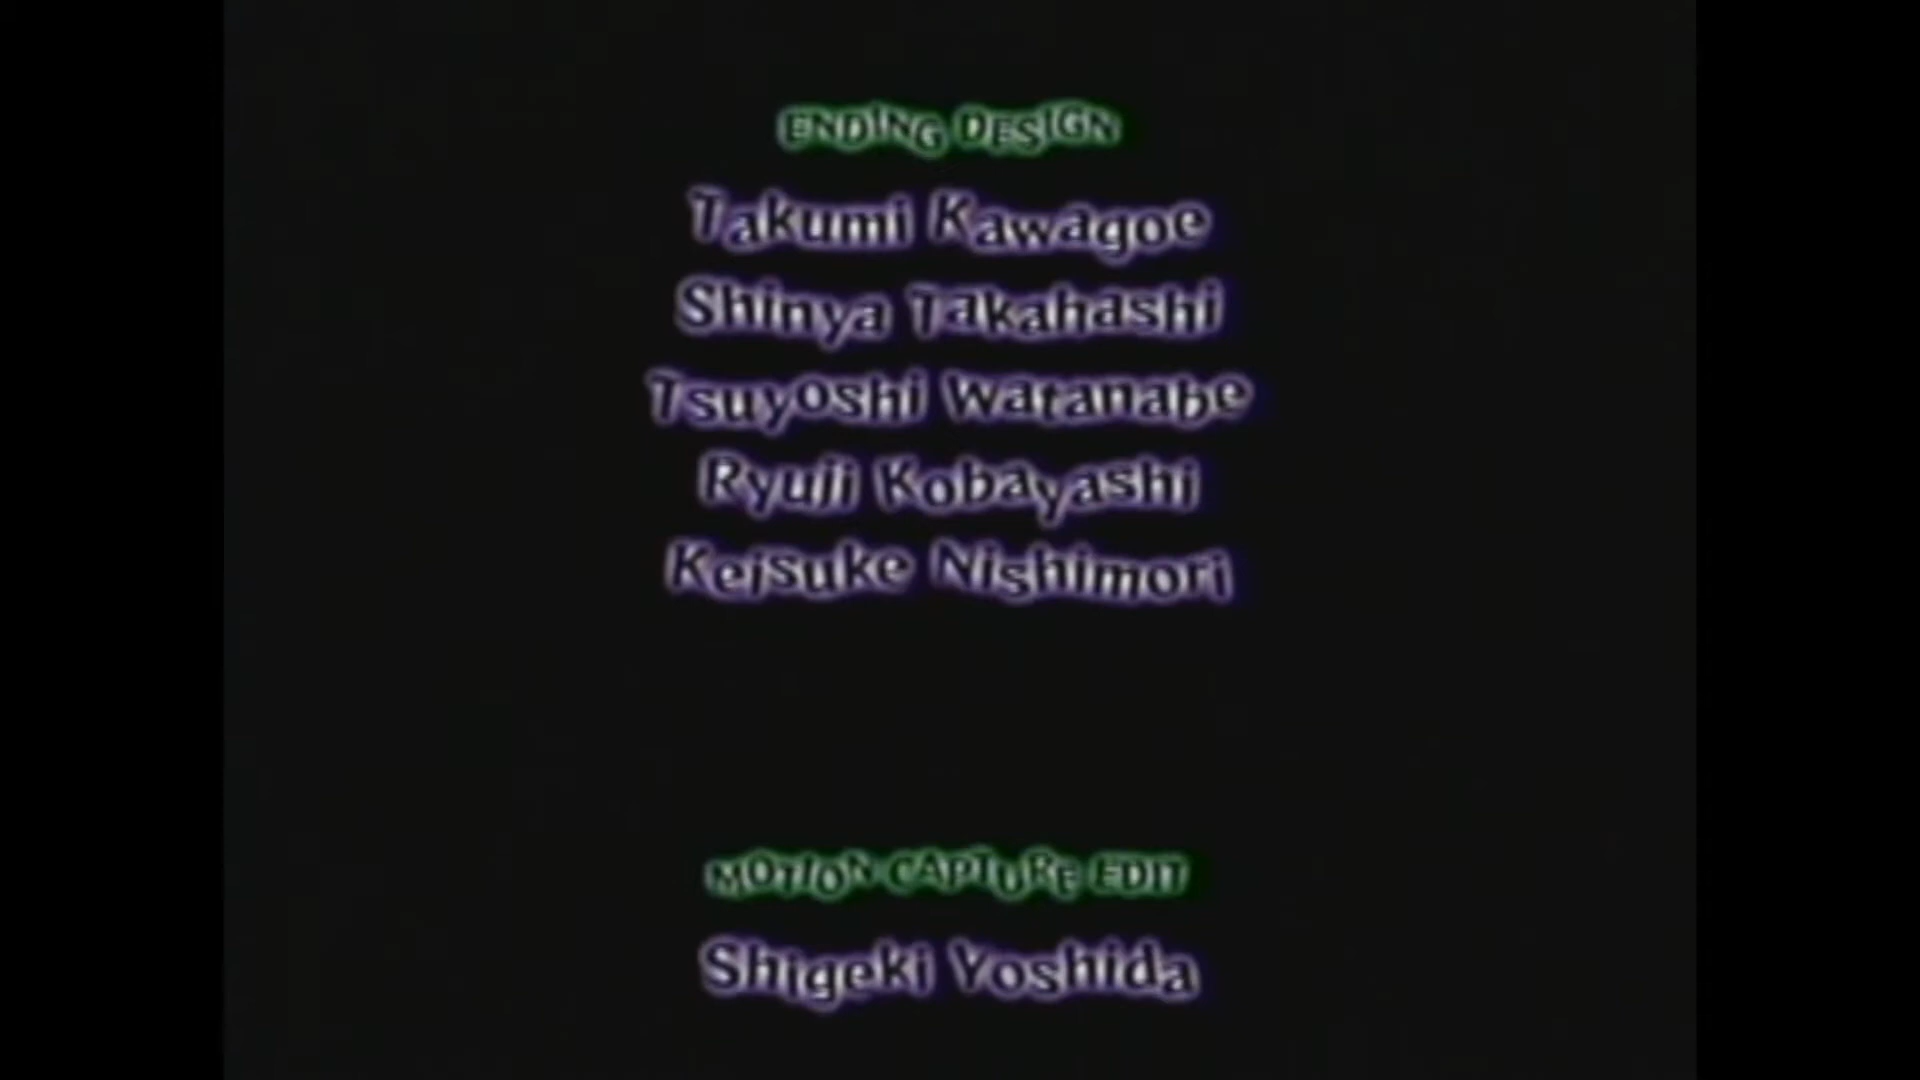 ENDING DESIGN
Takumi Kawagoe
Shinya Takahashi
Tsuyoshi Watanabe
Ryuji Kobayashi
Keisuke Nishimori
MOTION CAPTURE EDIT
Shigeki Yoshida